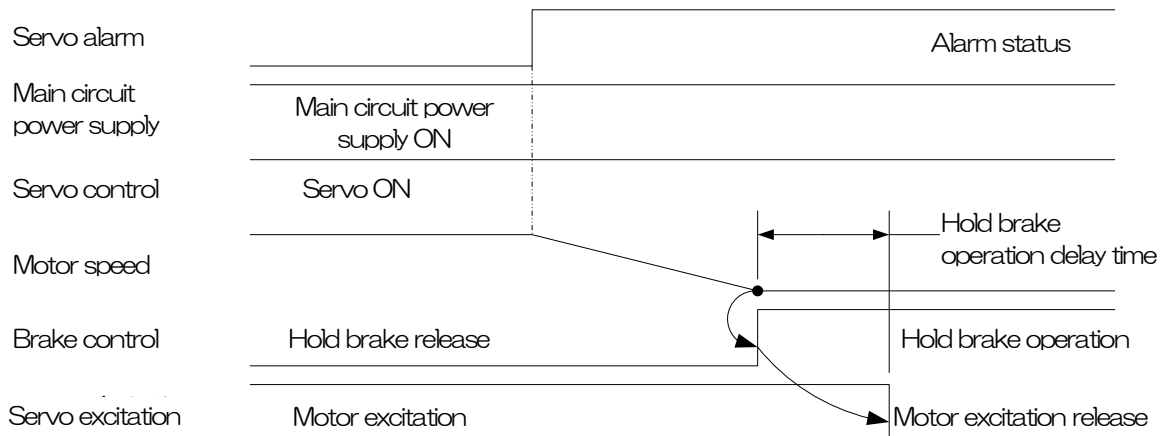 Servo alarm
Alarm status
Main circuit
power supply
Main circuit power
supply ON
Servo control
Servo ON
Hold brake
operation delay time
Motor speed
Brake control
Hold brake release
Hold brake operation
Servo excitation
Motor excitation
Motor excitation release